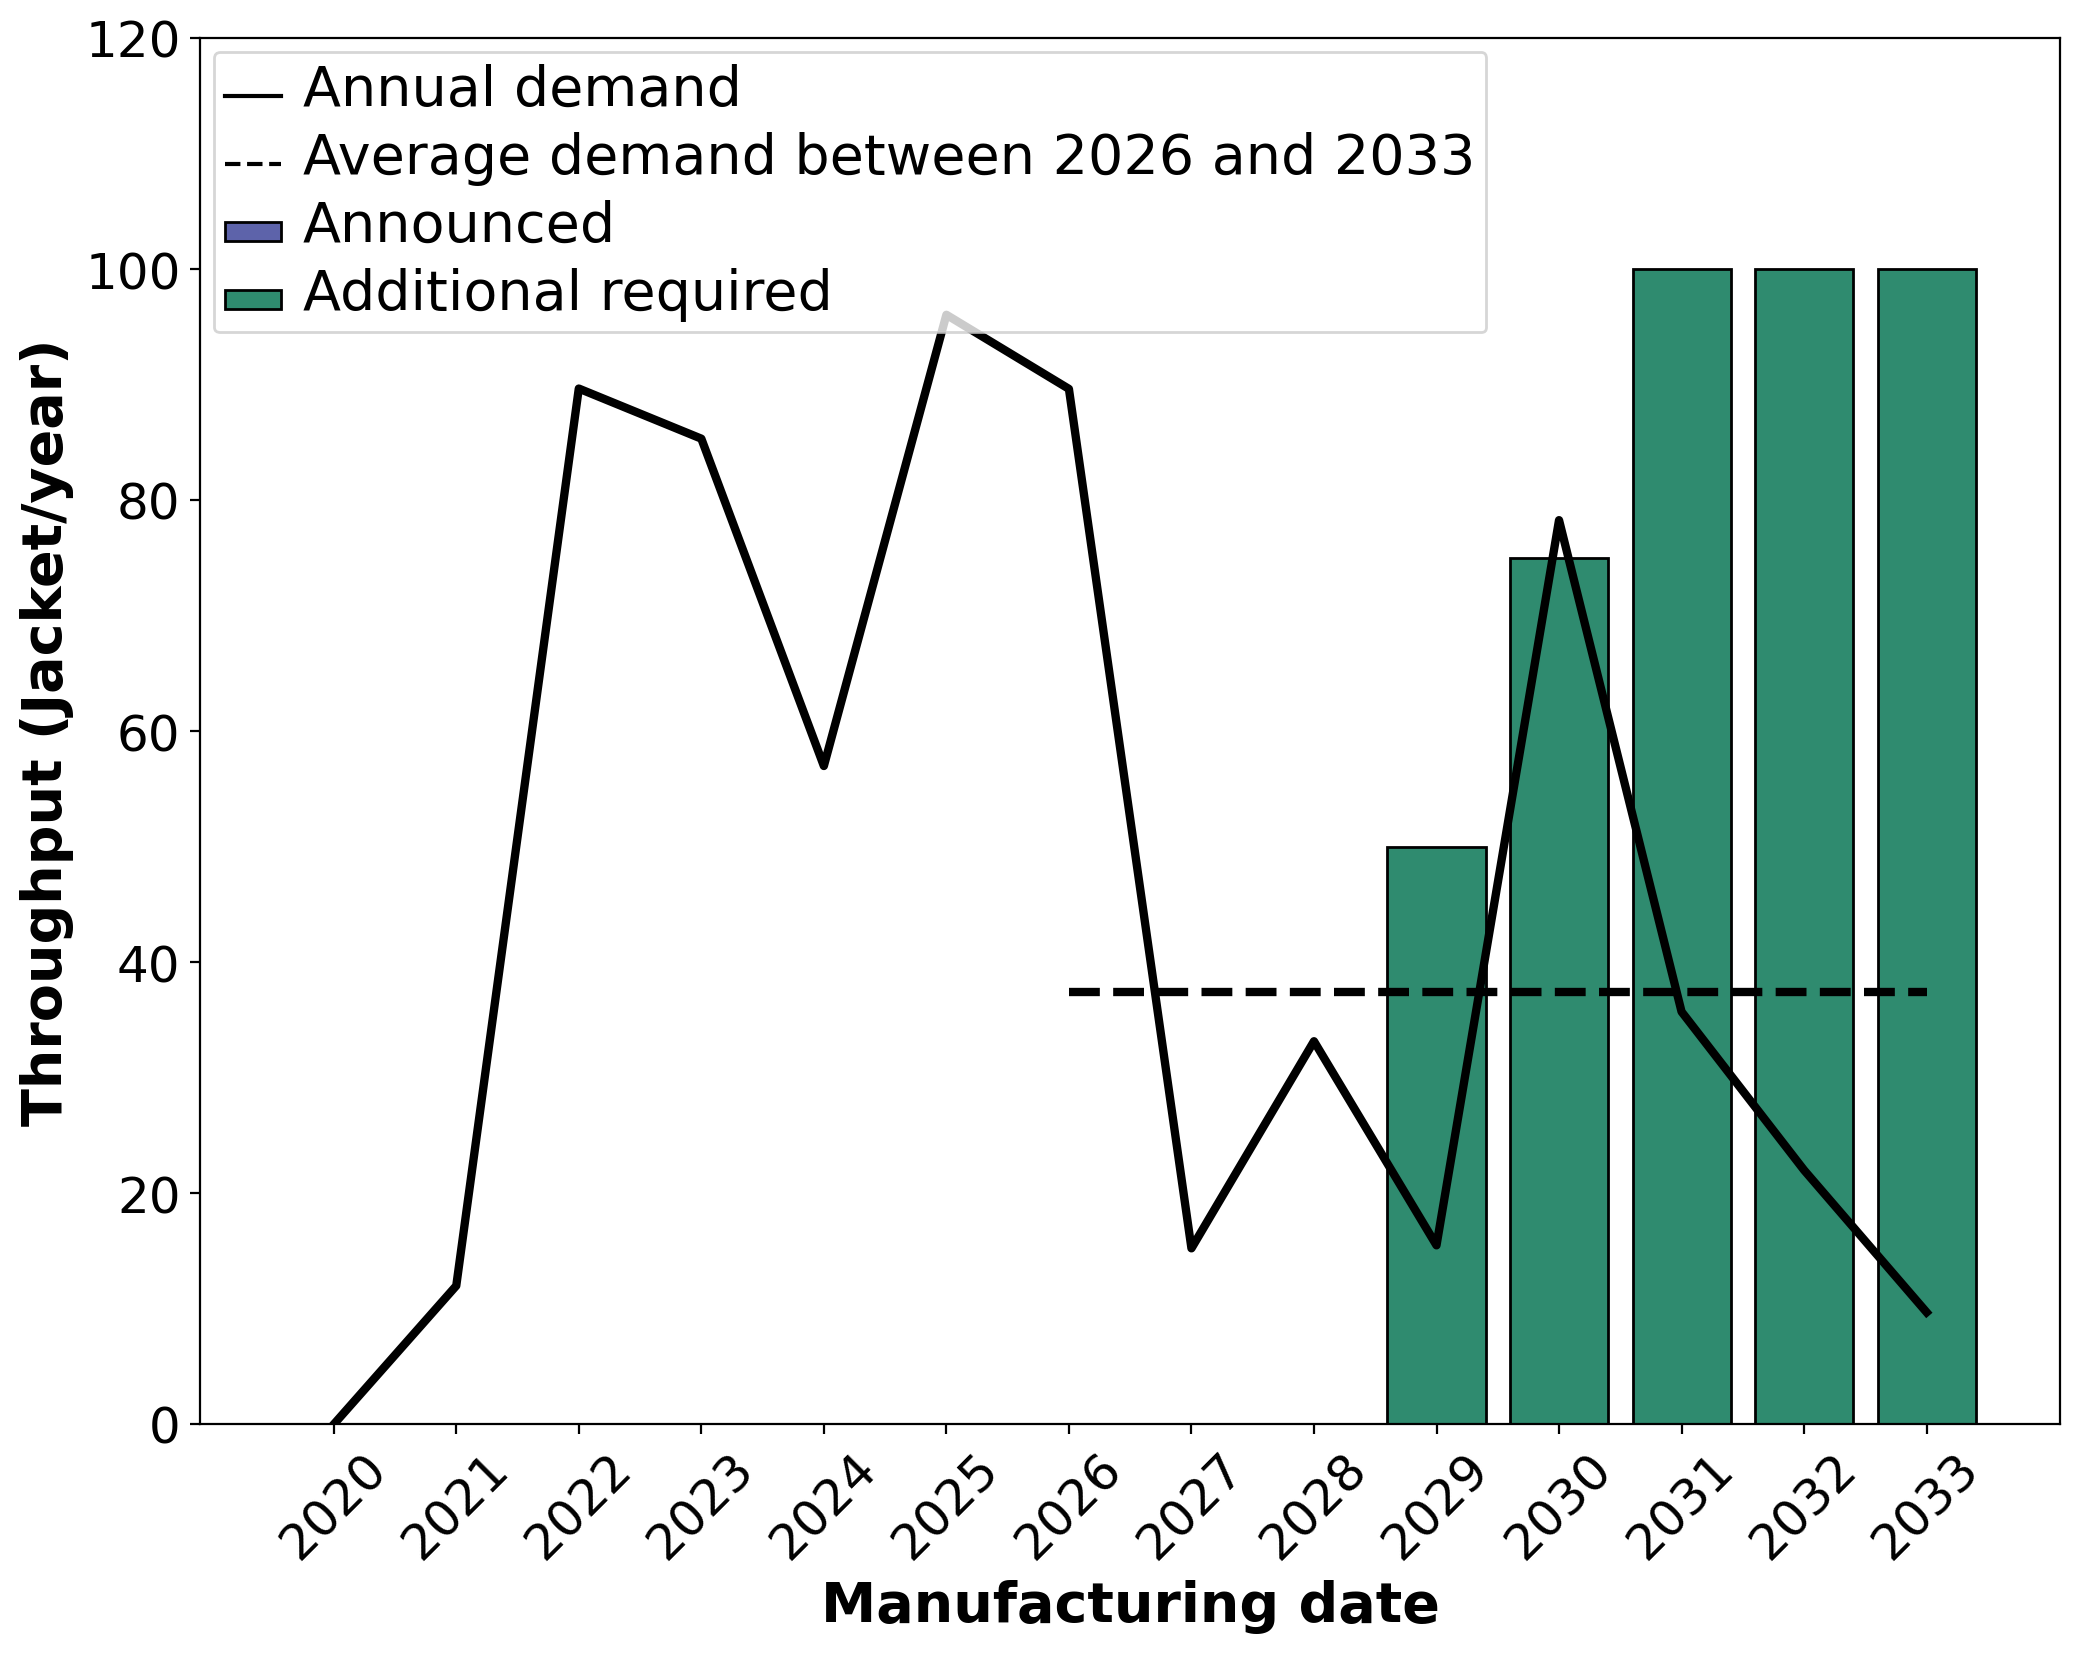 Annual demand
Average demand between 2026 and 2033
Announced
Additional required
Throughput (Jacket/year)
120
100
80
60
40
20
0
2020 2021 2022 2023 2024 2025 2026 2027 2028 2029 2030 2031 2032 2033
Manufacturing date